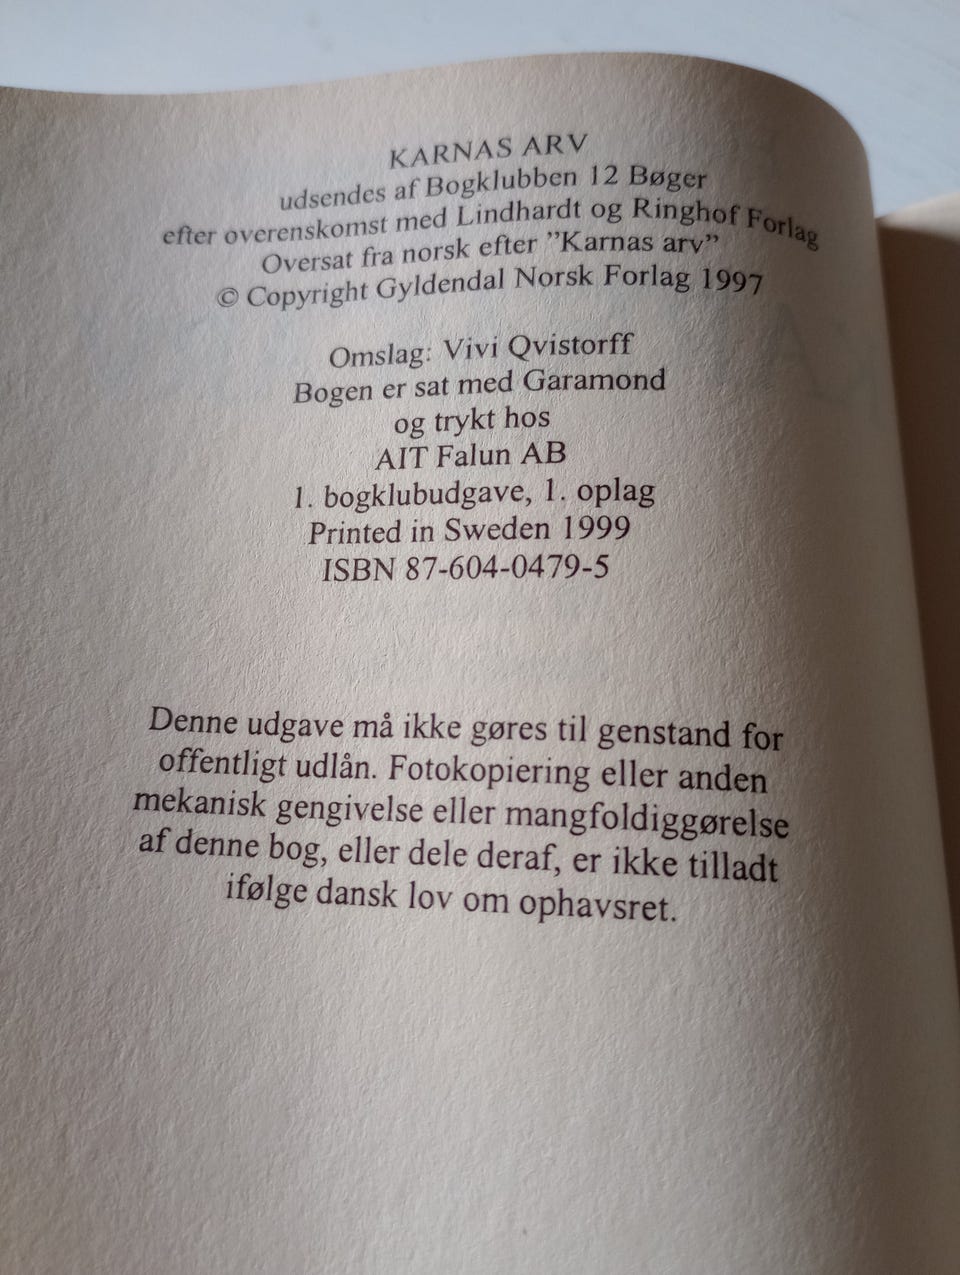 KARNAS ARV
udsendes af Bogklubben 12 Bøger
efter overenskomst med Lindhardt og Ringhof Forlag
Oversat fra norsk efter ”Karnas arv”
© Copyright Gyldendal Norsk Forlag 1997
Omslag: Vivi Qvistorff
Bogen er sat med Garamond
og trykt hos
AIT Falun AB
1. bogklubudgave, 1. oplag
Printed in Sweden 1999
ISBN 87-604-0479-5
Denne udgave må ikke gøres til genstand for
offentligt udlån. Fotokopiering eller anden
mekanisk gengivelse eller mangfoldiggørelse
af denne bog, eller dele deraf, er ikke tilladt
ifølge dansk lov om ophavsret.